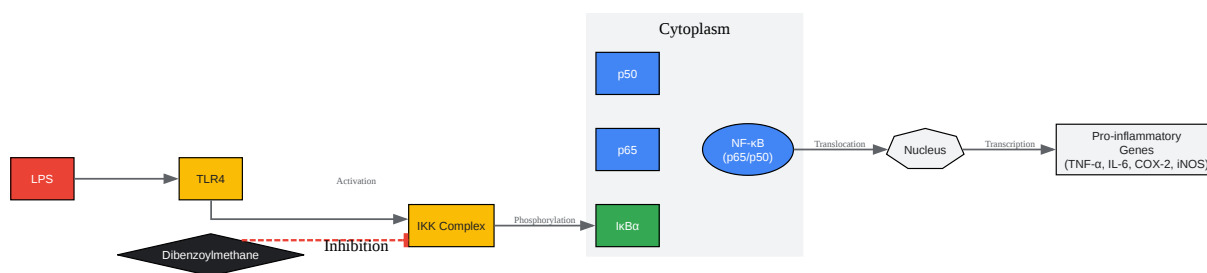 Cytoplasm
p50
p65
NF-κB
(p65/p50)
Translocation
Nucleus
Transcription
Pro-inflammatory
Genes
(TNF-α, IL-6, COX-2, iNOS)
LPS
TLR4
Activation
IKK Complex
Phosphorylation
IκBα
Inhibition
Dibenzoylmethane